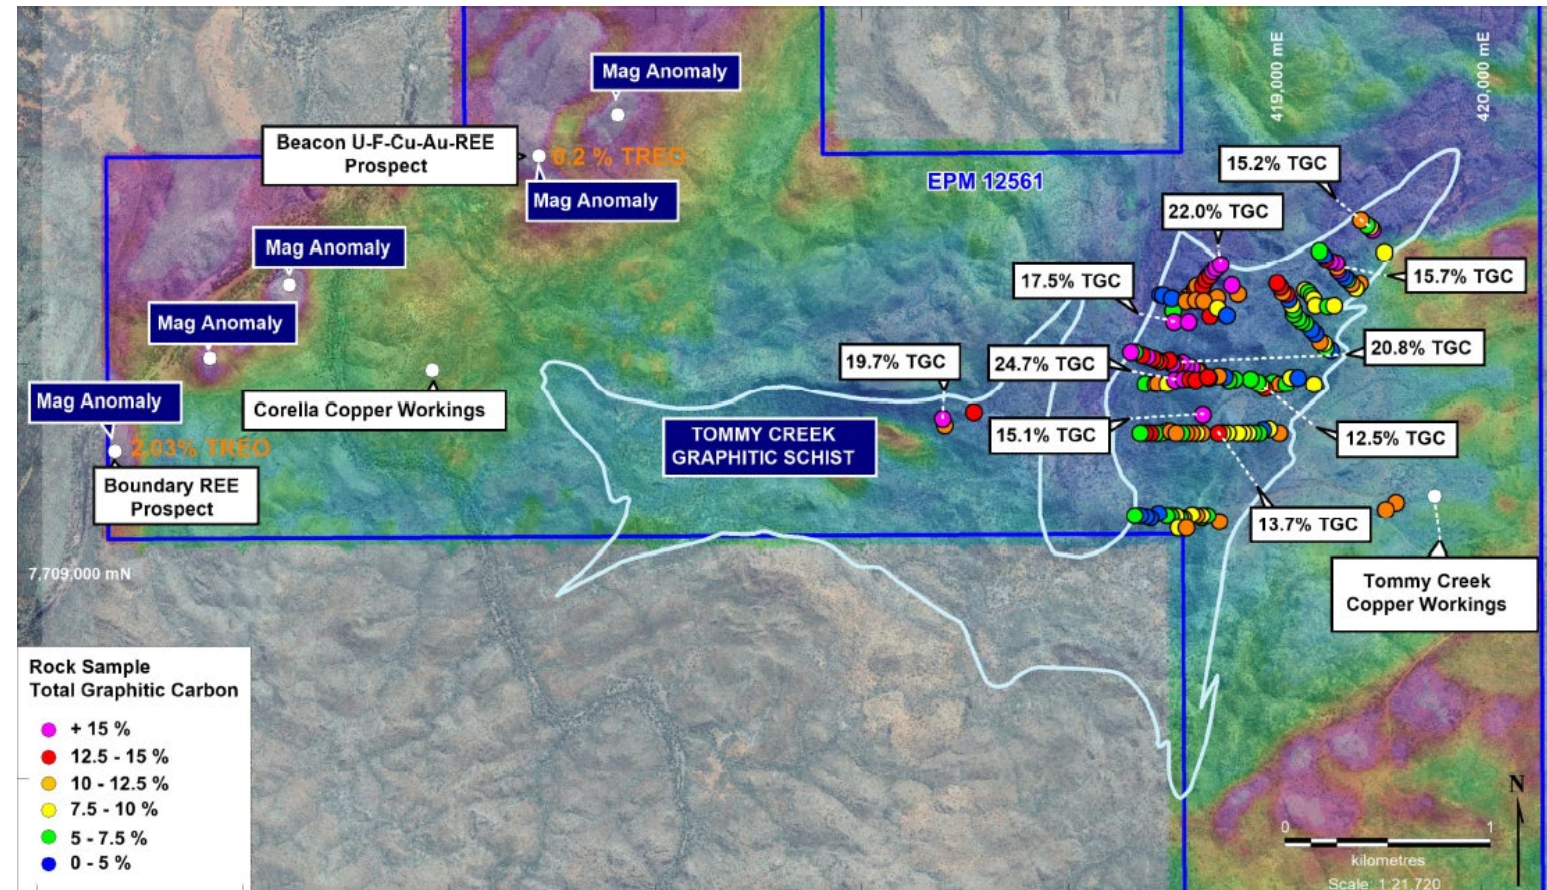 Mag Anomaly
419,000 mE
420,000 mE
Beacon U-F-Cu-Au-REE
Prospect
0.2 % TREO
Mag Anomaly
EPM 12561
15.2% TGC
22.0% TGC
Mag Anomaly
17.5% TGC
15.7% TGC
Mag Anomaly
19.7% TGC
24.7% TGC
20.8% TGC
Mag Anomaly
Corella Copper Workings
2.03% TREO
TOMMY CREEK
GRAPHITIC SCHIST
15.1% TGC
12.5% TGC
Boundary REE
Prospect
13.7% TGC
7,709,000 mN
Tommy Creek
Copper Workings
Rock Sample
Total Graphitic Carbon
+ 15 %
12.5 - 15 %
10 - 12.5 %
7.5 - 10 %
5 - 7.5 %
0 - 5 %
N
0 1
kilometres
Scale: 1:21,720